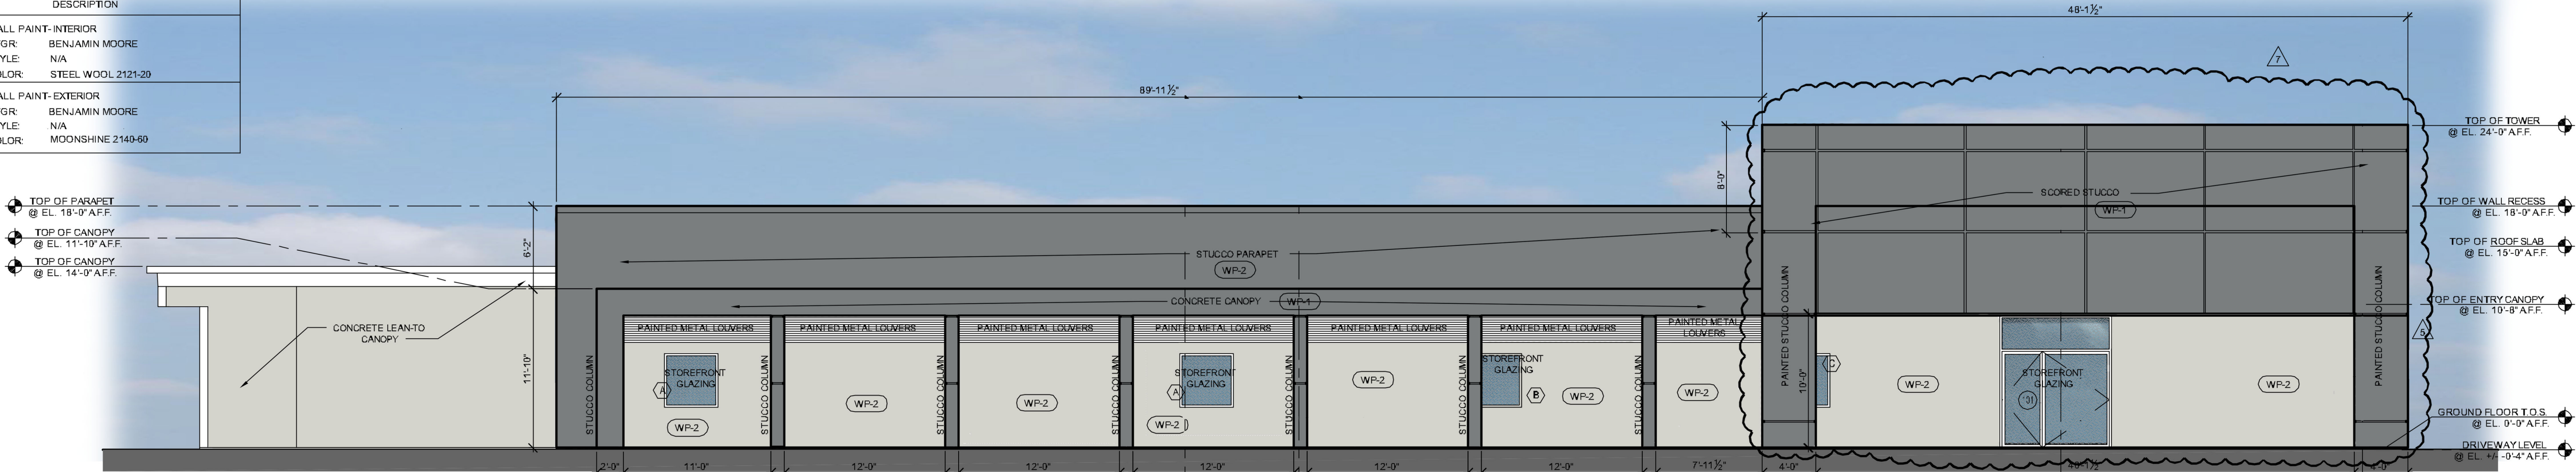 DESCRIPTION
ALL PAINT-INTERIOR
GR: BENJAMIN MOORE
YLE: N/A
OLOR: STEEL WOOL 2121-20
ALL PAINT-EXTERIOR
GR: BENJAMIN MOORE
YLE: N/A
OLOR: MOONSHINE 2140-60
48'-1½"
7
89'-11½"
TOP OF TOWER
@ EL. 24'-0" A.F.F.
8'-0"
SCORED STUCCO
WP-1
TOP OF PARAPET
@ EL. 18'-0" A.F.F.
TOP OF WALL RECESS
@ EL. 18'-0" A.F.F.
TOP OF CANOPY
@ EL. 11'-10" A.F.F.
6'-2"
STUCCO PARAPET
WP-2
TOP OF ROOF SLAB
@ EL. 15'-0" A.F.F.
TOP OF CANOPY
@ EL. 14'-0" A.F.F.
CONCRETE CANOPY
WP-1
TOP OF ENTRY CANOPY
@ EL. 10'-8" A.F.F.
5
CONCRETE LEAN-TO
CANOPY
PAINTED METAL LOUVERS
PAINTED METAL LOUVERS
PAINTED METAL LOUVERS
PAINTED METAL LOUVERS
PAINTED METAL LOUVERS
PAINTED METAL LOUVERS
PAINTED METAL
LOUVERS
11'-10"
STUCCO COLUMN
A
STOREFRONT
GLAZING
WP-2
STUCCO COLUMN
WP-2
STUCCO COLUMN
WP-2
STUCCO COLUMN
A
STOREFRONT
GLAZING
WP-2
STUCCO COLUMN
WP-2
STUCCO COLUMN
STOREFRONT
GLAZING
B
WP-2
STUCCO COLUMN
WP-2
PAINTED STUCCO COLUMN
10'-0"
C
WP-2
STOREFRONT
GLAZING
101
WP-2
PAINTED STUCCO COLUMN
GROUND FLOOR T.O.S.
@ EL. 0'-0" A.F.F.
DRIVEWAY LEVEL
@ EL. +/- -0'-4" A.F.F.
2'-0"
11'-0"
12'-0"
12'-0"
12'-0"
12'-0"
12'-0"
7'-11½"
4'-0"